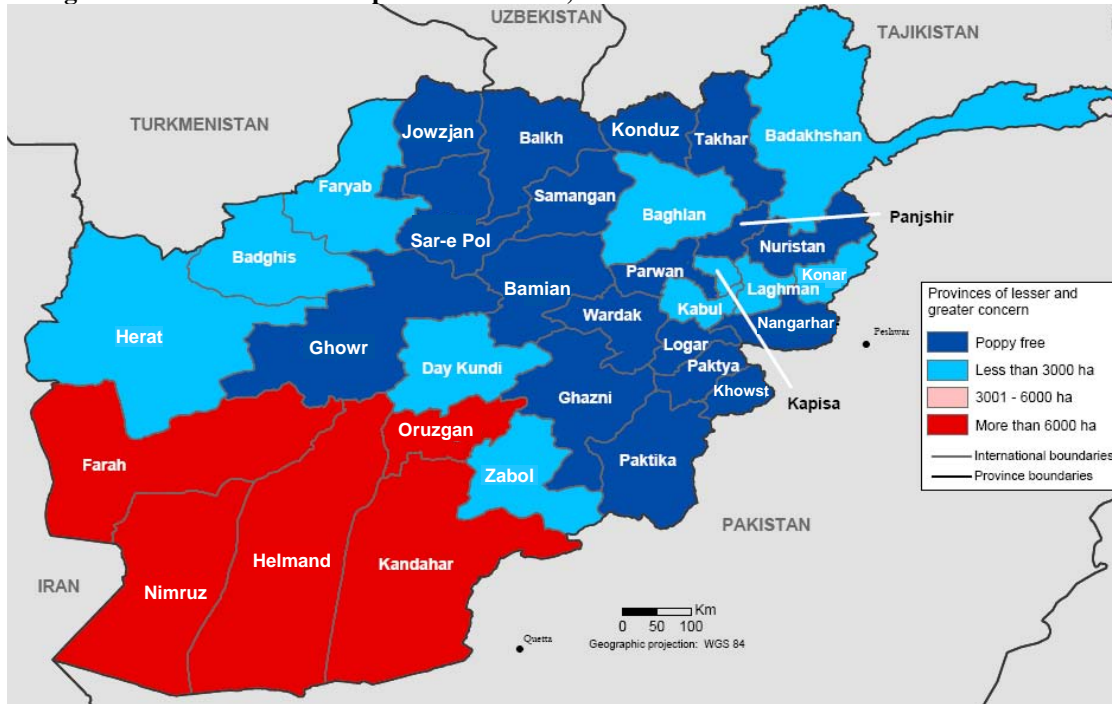 UZBEKISTAN
TAJIKISTAN
TURKMENISTAN
Jowzjan
Balkh
Konduz
Takhar
Badakhshan
Faryab
Samangan
Baghlan
Panjshir
Sar-e Pol
Nuristan
Badghis
Parwan
Konar
Bamian
Laghman
Kabul
Herat
Wardak
Nangarhar
Ghowr
Logar
Day Kundi
Paktya
Khowst
Kapisa
Ghazni
Oruzgan
Farah
Zabol
Paktika
PAKISTAN
Helmand
Kandahar
IRAN
Nimruz
Peshwar
Quetta
Provinces of lesser and
greater concern
Poppy free
Less than 3000 ha
3001 - 6000 ha
More than 6000 ha
International boundaries
Province boundaries
Km
0 50 100
Geographic projection: WGS 84